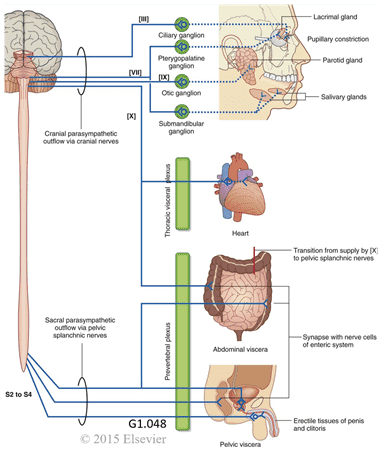 [III]
Ciliary ganglion
Pterygopalatine
ganglion
[VII]
[IX]
Otic ganglion
[X]
Submandibular
ganglion
Lacrimal gland
Pupillary constriction
Parotid gland
Salivary glands
Cranial parasympathetic
outflow via cranial nerves
Thoracic visceral plexus
Heart
Transition from supply by [X]
to pelvic splanchnic nerves
Prevertebral plexus
Abdominal viscera
Synapse with nerve cells
of enteric system
Sacral parasympathetic
outflow via pelvic
splanchnic nerves
S2 to S4
G1.048
© 2015 Elsevier
Pelvic viscera
Erectile tissues of penis
and clitoris